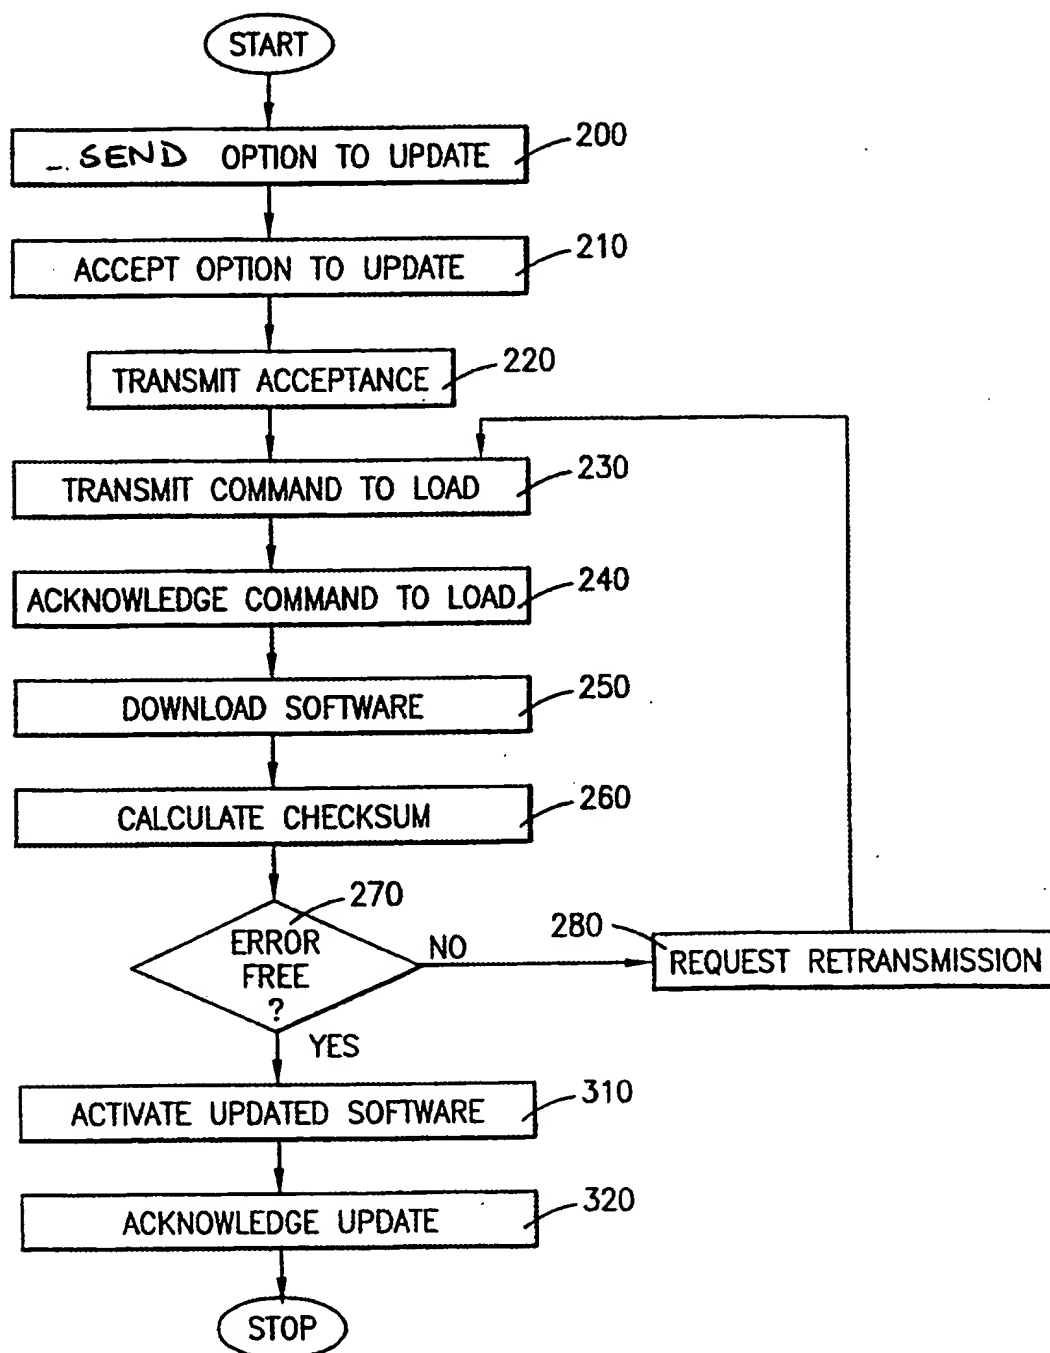 START
SEND OPTION TO UPDATE
200
ACCEPT OPTION TO UPDATE
210
TRANSMIT ACCEPTANCE
220
TRANSMIT COMMAND TO LOAD
230
ACKNOWLEDGE COMMAND TO LOAD
240
DOWNLOAD SOFTWARE
250
CALCULATE CHECKSUM
260
270
ERROR
FREE
?
NO
280
REQUEST RETRANSMISSION
YES
ACTIVATE UPDATED SOFTWARE
310
ACKNOWLEDGE UPDATE
320
STOP